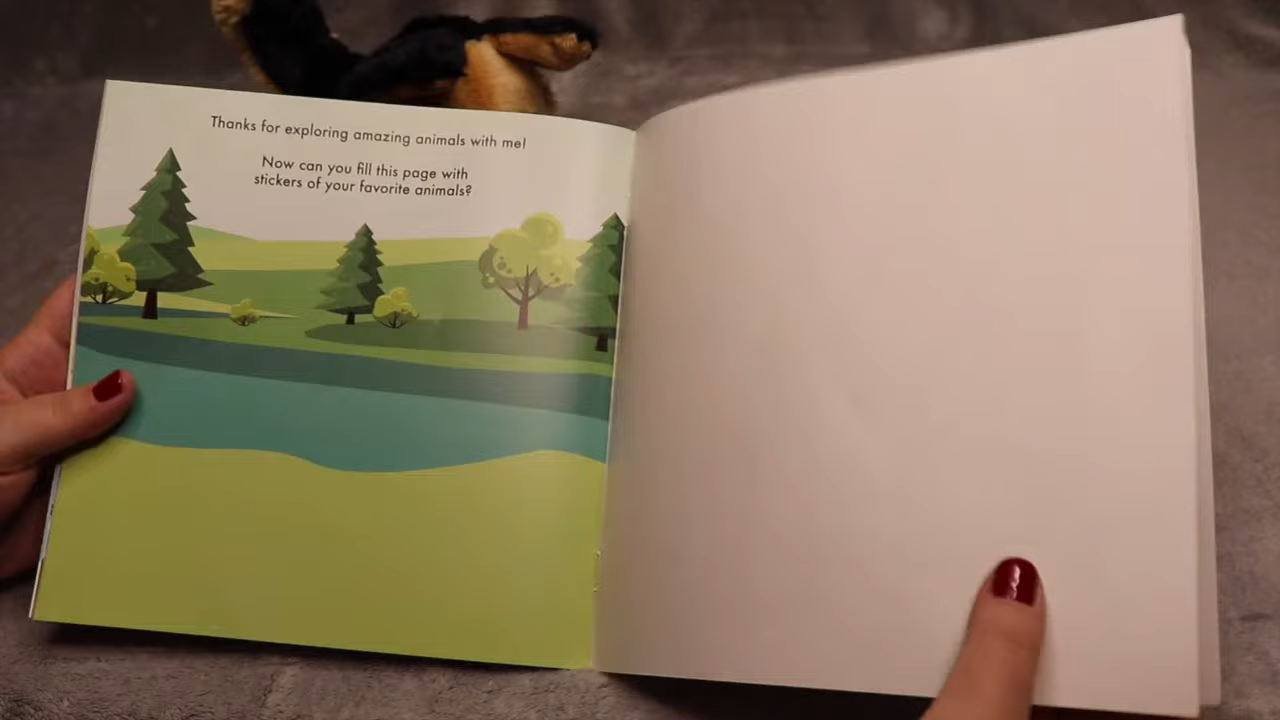 Thanks for exploring amazing animals with me!
Now can you fill this page with
stickers of your favorite animals?